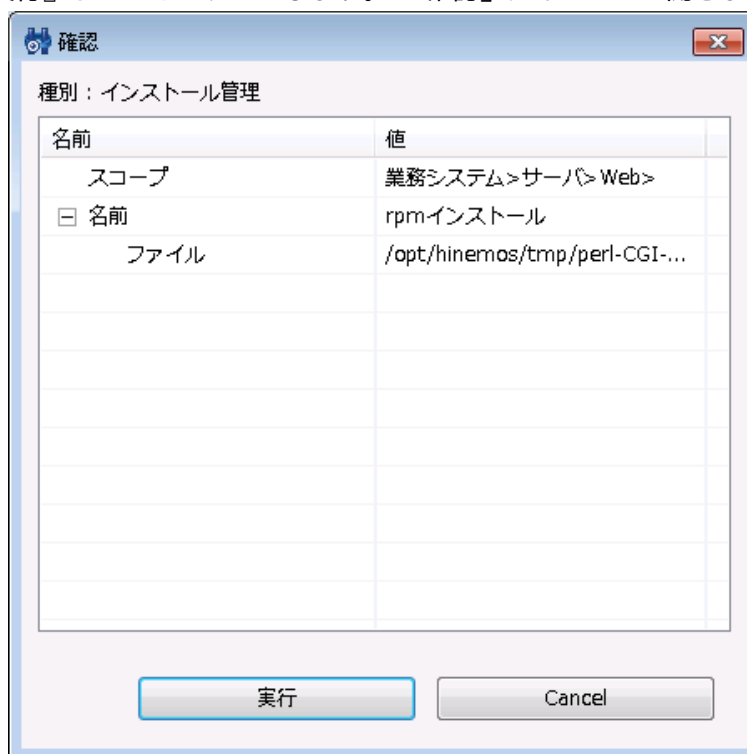 確認
種別：インストール管理
名前 値
スコープ 業務システム>サーバ>Web>
名前 rpmインストール
ファイル /opt/hinemos/tmp/perl-CGI-...
実行 Cancel